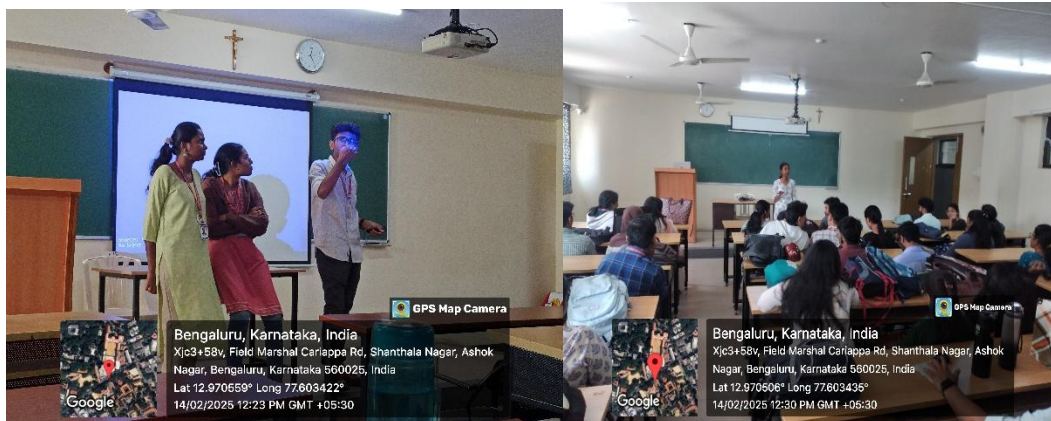 GPS Map Camera
Bengaluru, Karnataka, India
Xjc3+58v, Field Marshal Cariappa Rd, Shanthala Nagar, Ashok
Nagar, Bengaluru, Karnataka 560025, India
Lat 12.970559° Long 77.603422°
14/02/2025 12:23 PM GMT +05:30
Google
GPS Map Camera
Bengaluru, Karnataka, India
Xjc3+58v, Field Marshal Cariappa Rd, Shanthala Nagar, Ashok
Nagar, Bengaluru, Karnataka 560025, India
Lat 12.970506° Long 77.603435°
14/02/2025 12:30 PM GMT +05:30
Google